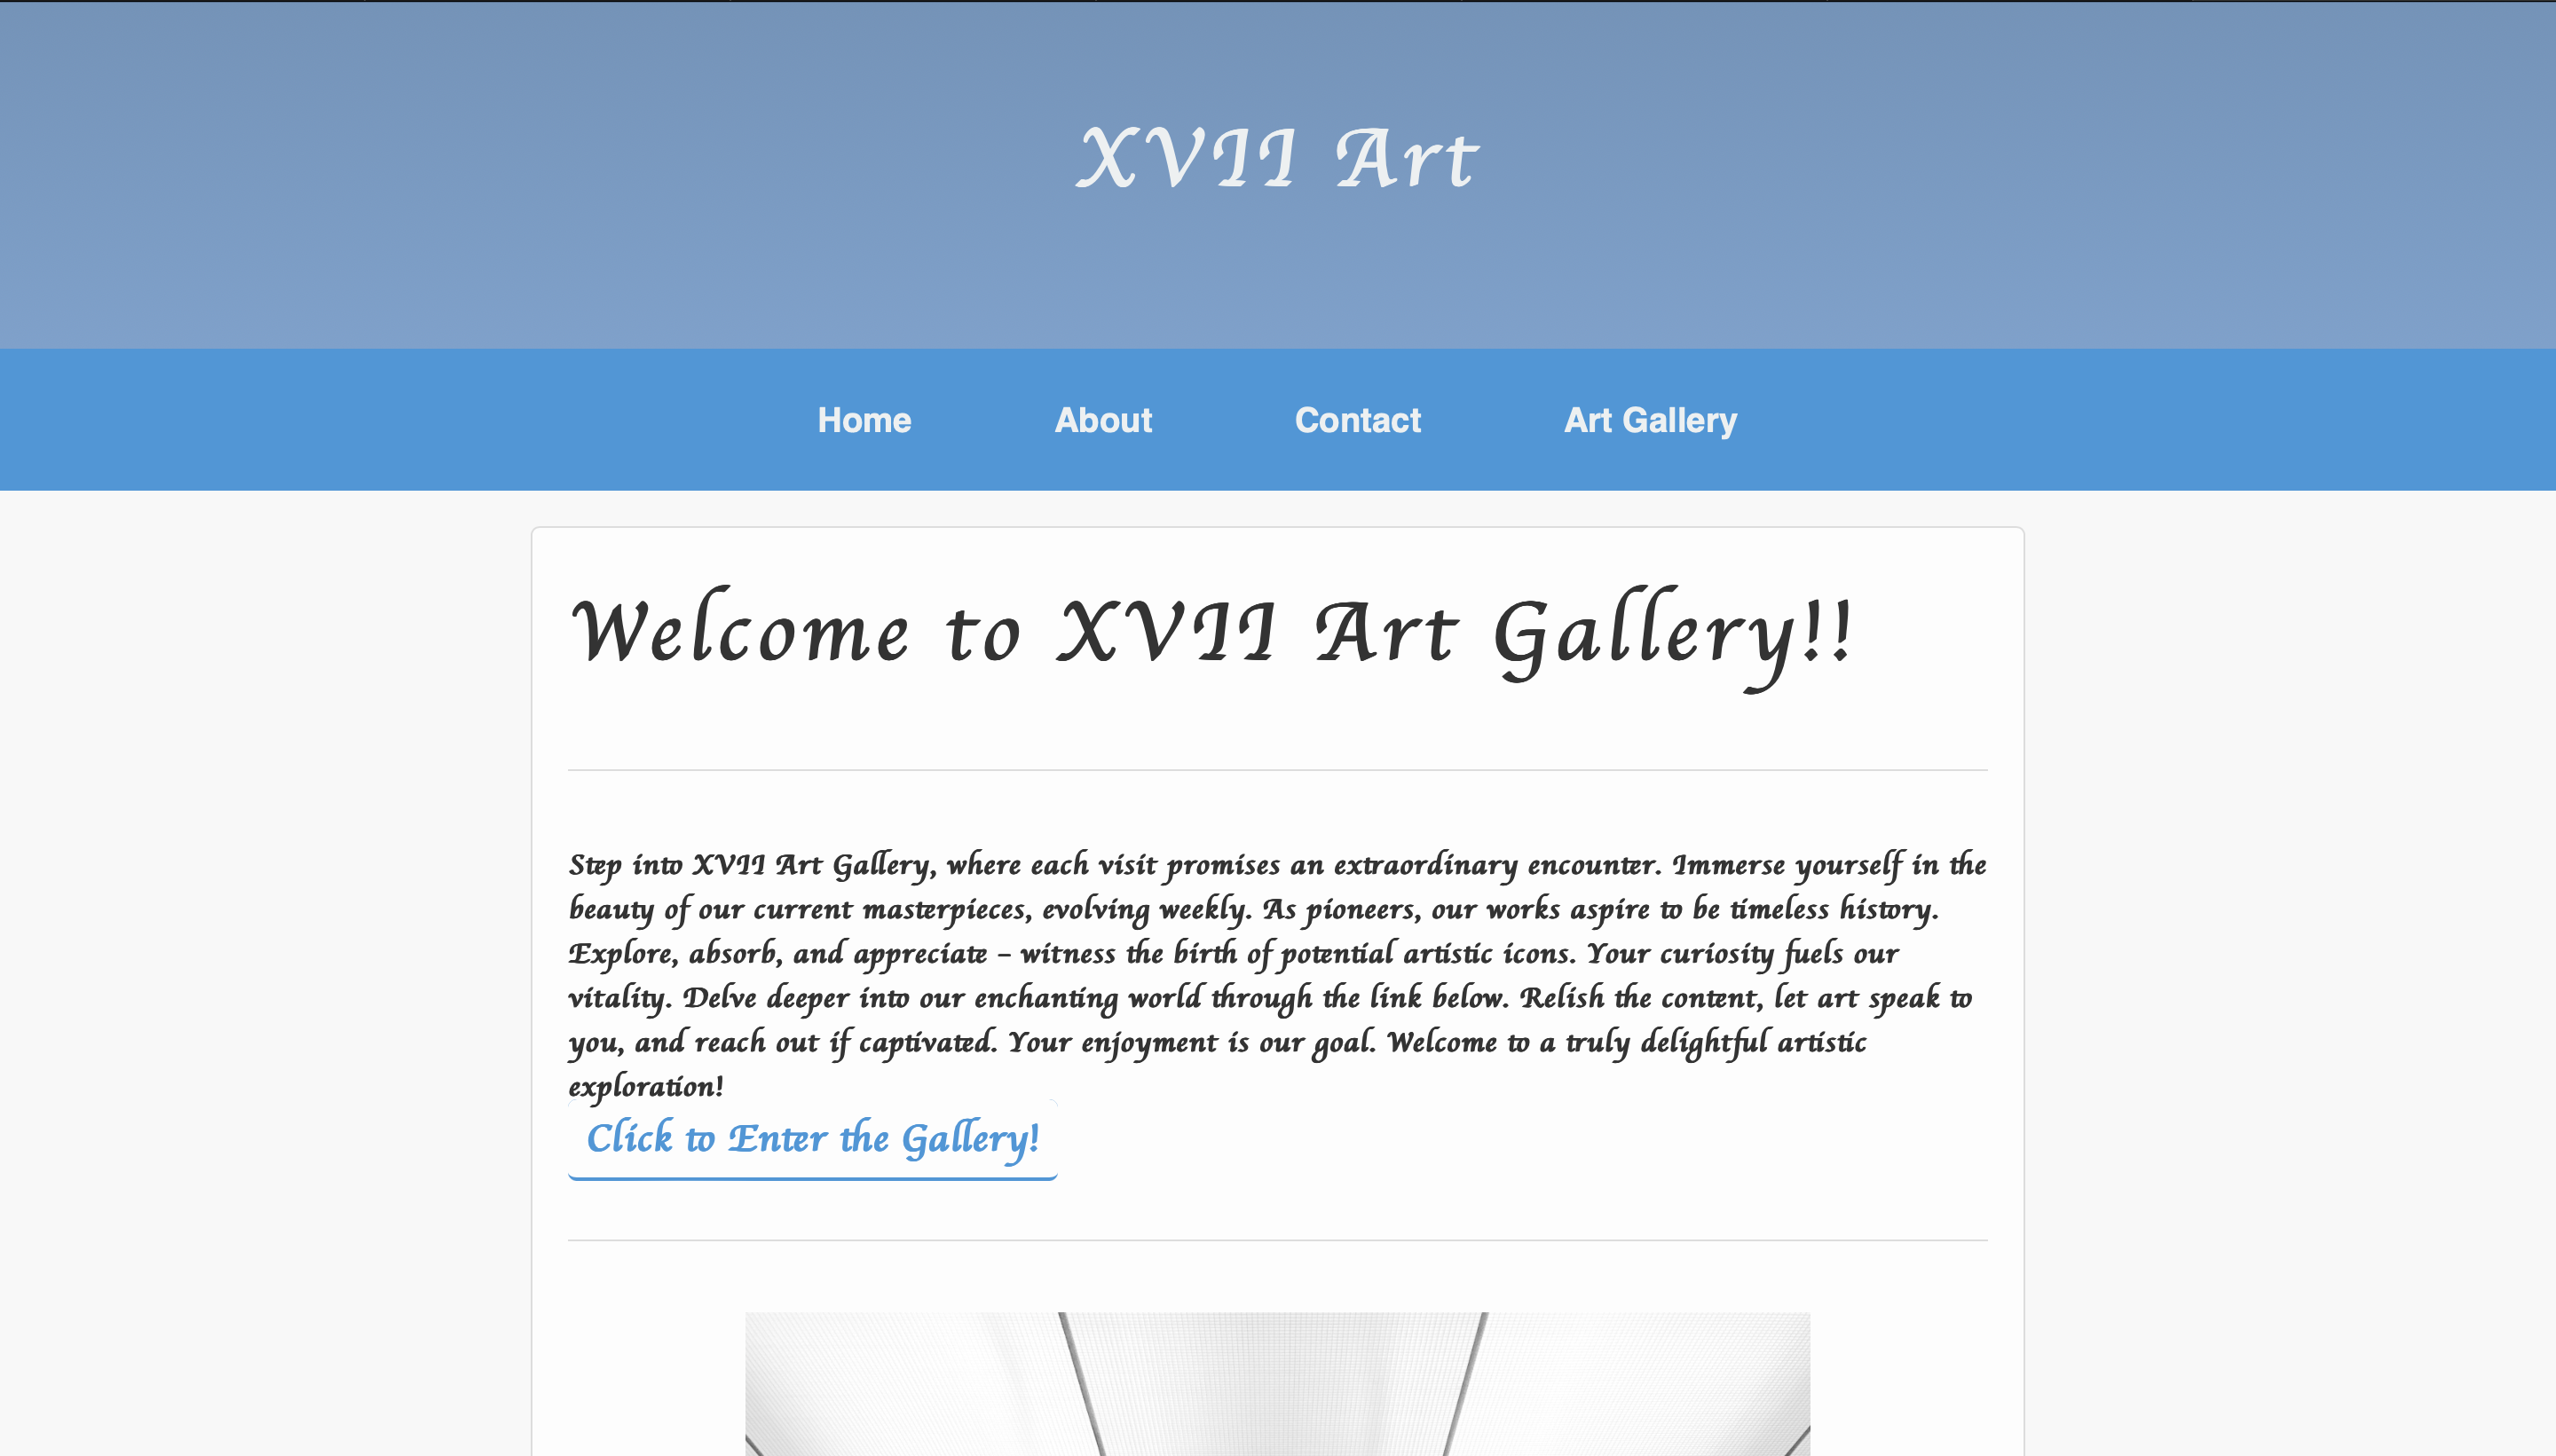 XVII Art
Home About Contact Art Gallery
Welcome to XVII Art Gallery!!
Step into XVII Art Gallery, where each visit promises an extraordinary encounter. Immerse yourself in the
beauty of our current masterpieces, evolving weekly. As pioneers, our works aspire to be timeless history.
Explore, absorb, and appreciate – witness the birth of potential artistic icons. Your curiosity fuels our
vitality. Delve deeper into our enchanting world through the link below. Relish the content, let art speak to
you, and reach out if captivated. Your enjoyment is our goal. Welcome to a truly delightful artistic
exploration!
Click to Enter the Gallery!